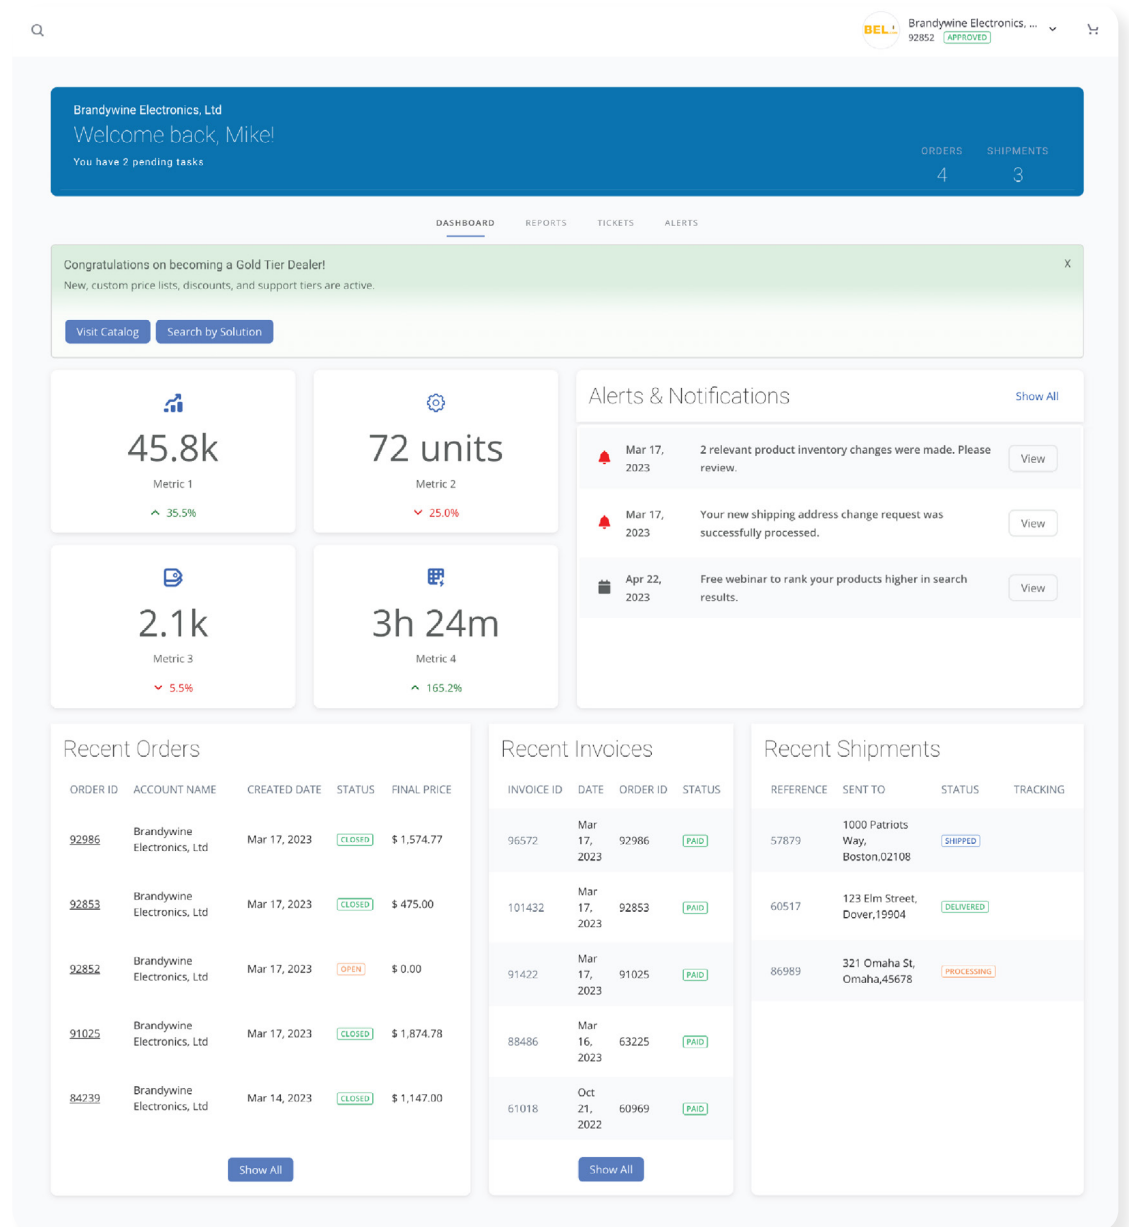 BEL
Brandywine Electronics, ...
92852 APPROVED
Brandywine Electronics, Ltd
Welcome back, Mike!
You have 2 pending tasks
ORDERS SHIPMENTS
4 3
DASHBOARD REPORTS TICKETS ALERTS
Congratulations on becoming a Gold Tier Dealer! X
New, custom price lists, discounts, and support tiers are active.
Visit Catalog Search by Solution
45.8k
Metric 1
35.5%
72 units
Metric 2
25.0%
2.1k
Metric 3
5.5%
3h 24m
Metric 4
165.2%
Alerts & Notifications Show All
Mar 17, 2 relevant product inventory changes were made. Please
2023 review.
View
Mar 17, Your new shipping address change request was
2023 successfully processed.
View
Apr 22, Free webinar to rank your products higher in search
2023 results.
View
Recent Orders
ORDER ID ACCOUNT NAME CREATED DATE STATUS FINAL PRICE
Brandywine
92986 Electronics, Ltd Mar 17, 2023 CLOSED $ 1,574.77
Brandywine
92853 Electronics, Ltd Mar 17, 2023 CLOSED $ 475.00
Brandywine
92852 Electronics, Ltd Mar 17, 2023 OPEN $ 0.00
Brandywine
91025 Electronics, Ltd Mar 17, 2023 CLOSED $ 1,874.78
Brandywine
84239 Electronics, Ltd Mar 14, 2023 CLOSED $ 1,147.00
Show All
Recent Invoices
INVOICE ID DATE ORDER ID STATUS
Mar
96572 17, 92986 PAID
2023
Mar
101432 17, 92853 PAID
2023
Mar
91422 17, 91025 PAID
2023
Mar
88486 16, 63225 PAID
2023
Oct
61018 21, 60969 PAID
2022
Show All
Recent Shipments
REFERENCE SENT TO STATUS TRACKING
1000 Patriots
57879 Way, SHIPPED
Boston,02108
123 Elm Street,
60517 Dover,19904 DELIVERED
321 Omaha St,
86989 Omaha,45678 PROCESSING